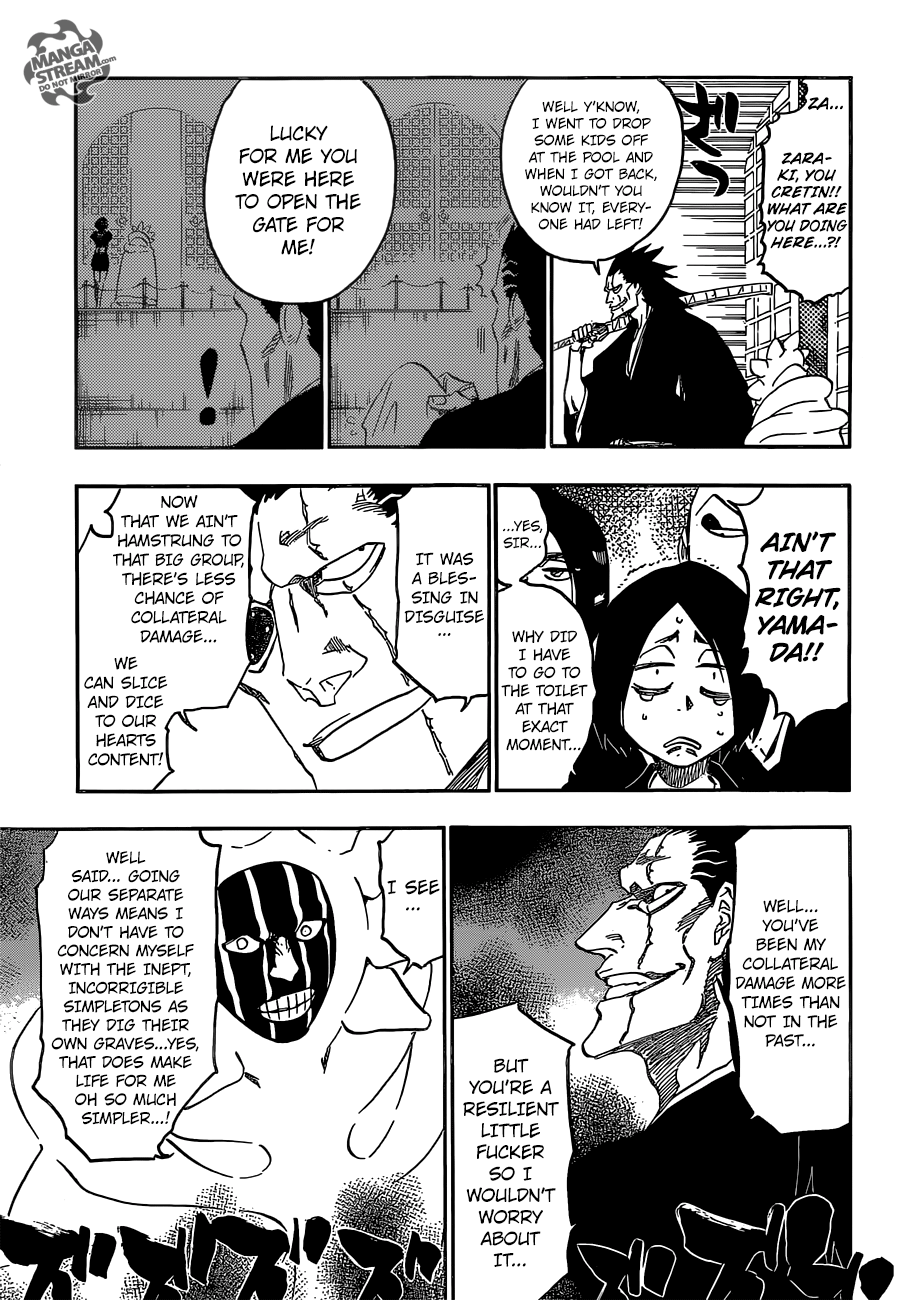 MANGA
STREAM.com
DO NOT MIRROR
ZA...
ZARA-
KI, YOU
CRETIN!!
WHAT ARE
YOU DOING
HERE...?!
WELL Y'KNOW,
I WENT TO DROP
SOME KIDS OFF
AT THE POOL AND
WHEN I GOT BACK,
WOULDN'T YOU
KNOW IT, EVERY-
ONE HAD LEFT!
LUCKY
FOR ME YOU
WERE HERE
TO OPEN THE
GATE FOR
ME!
!
AIN'T
THAT
RIGHT,
YAMA-
DA!!
...YES,
SIR...
WHY DID
I HAVE
TO GO TO
THE TOILET
AT THAT
EXACT
MOMENT...
IT WAS
A BLES-
SING IN
DISGUISE
...
NOW
THAT WE AIN'T
HAMSTRUNG TO
THAT BIG GROUP,
THERE'S LESS
CHANCE OF
COLLATERAL
DAMAGE...
WE
CAN SLICE
AND DICE
TO OUR
HEARTS
CONTENT!
WELL...
YOU'VE
BEEN MY
COLLATERAL
DAMAGE MORE
TIMES THAN
NOT IN THE
PAST...
BUT
YOU'RE A
RESILIENT
LITTLE
FUCKER
SO I
WOULDN'T
WORRY
ABOUT
IT...
I SEE
...
WELL
SAID... GOING
OUR SEPARATE
WAYS MEANS I
DON'T HAVE TO
CONCERN MYSELF
WITH THE INEPT,
INCORRIGIBLE
SIMPLETONS AS
THEY DIG THEIR
OWN GRAVES...YES,
THAT DOES MAKE
LIFE FOR ME
OH SO MUCH
SIMPLER...!
ズズズズ